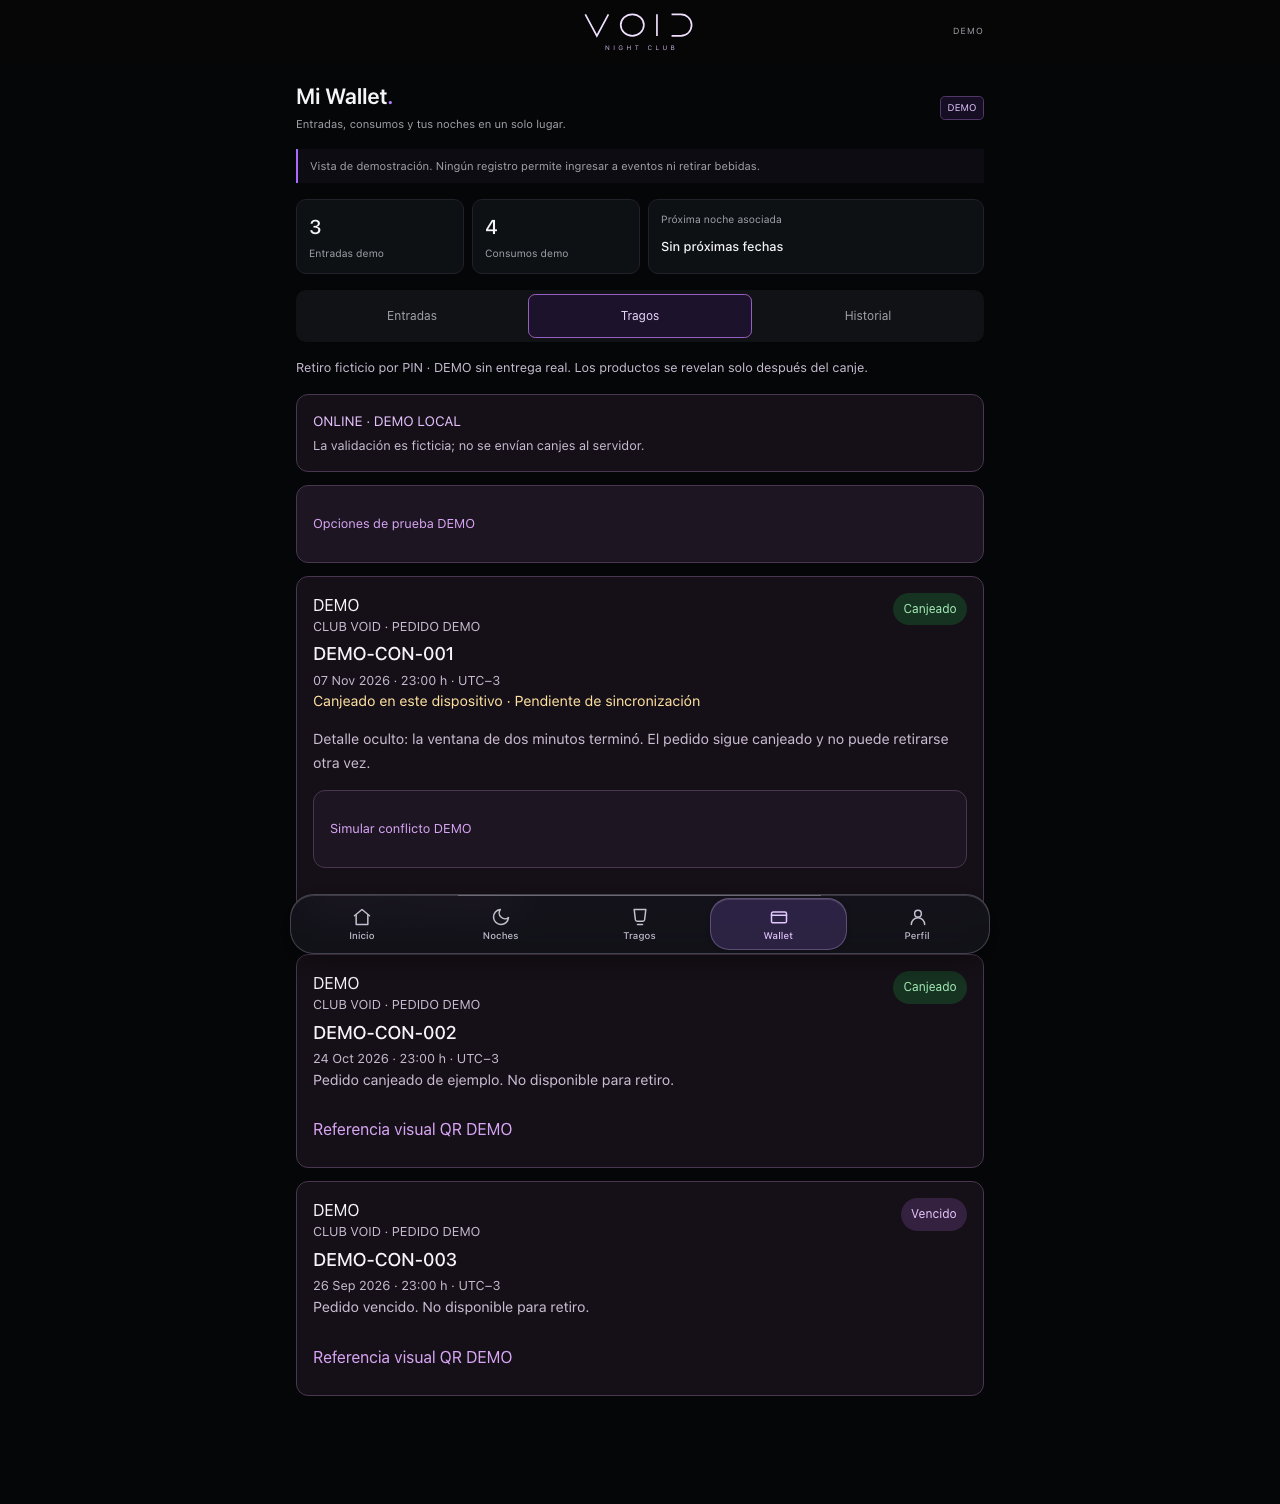 VOID
NIGHT CLUB
DEMO
Mi Wallet.
Entradas, consumos y tus noches en un solo lugar.
DEMO
Vista de demostración. Ningún registro permite ingresar a eventos ni retirar bebidas.
3
Entradas demo
4
Consumos demo
Próxima noche asociada
Sin próximas fechas
Entradas
Tragos
Historial
Retiro ficticio por PIN · DEMO sin entrega real. Los productos se revelan solo después del canje.
ONLINE · DEMO LOCAL
La validación es ficticia; no se envían canjes al servidor.
Opciones de prueba DEMO
DEMO
Canjeado
CLUB VOID · PEDIDO DEMO
DEMO-CON-001
07 Nov 2026 · 23:00 h · UTC−3
Canjeado en este dispositivo · Pendiente de sincronización
Detalle oculto: la ventana de dos minutos terminó. El pedido sigue canjeado y no puede retirarse
otra vez.
Simular conflicto DEMO
Inicio
Noches
Tragos
Wallet
Perfil
DEMO
Canjeado
CLUB VOID · PEDIDO DEMO
DEMO-CON-002
24 Oct 2026 · 23:00 h · UTC−3
Pedido canjeado de ejemplo. No disponible para retiro.
Referencia visual QR DEMO
DEMO
Vencido
CLUB VOID · PEDIDO DEMO
DEMO-CON-003
26 Sep 2026 · 23:00 h · UTC−3
Pedido vencido. No disponible para retiro.
Referencia visual QR DEMO